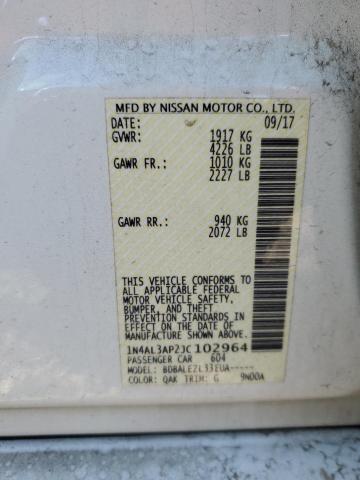 MFD BY NISSAN MOTOR CO., LTD.
DATE: 09/17
GVWR: 1917 KG
4226 LB
GAWR FR: 1010 KG
2227 LB
GAWR RR: 940 KG
2072 LB
THIS VEHICLE CONFORMS TO
ALL APPLICABLE FEDERAL
MOTOR VEHICLE SAFETY,
BUMPER, AND THEFT
PREVENTION STANDARDS IN
EFFECT ON THE DATE OF
MANUFACTURE SHOWN ABOVE.
1N4AL3AP2JC102964
PASSENGER CAR 604
MODEL: BDBALEZL33EUA-----
COLOR: QAK TRIM: G 9N00A